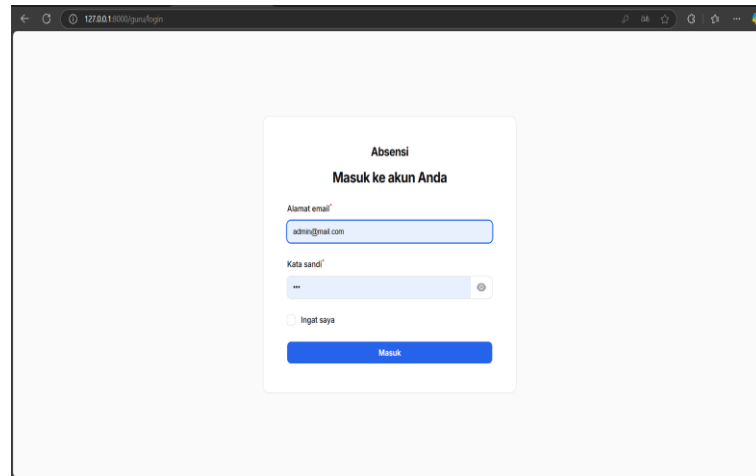 127.0.0.1:8000/guru/login
Absensi
Masuk ke akun Anda
Alamat email*
admin@mail.com
Kata sandi*
•••
Ingat saya
Masuk